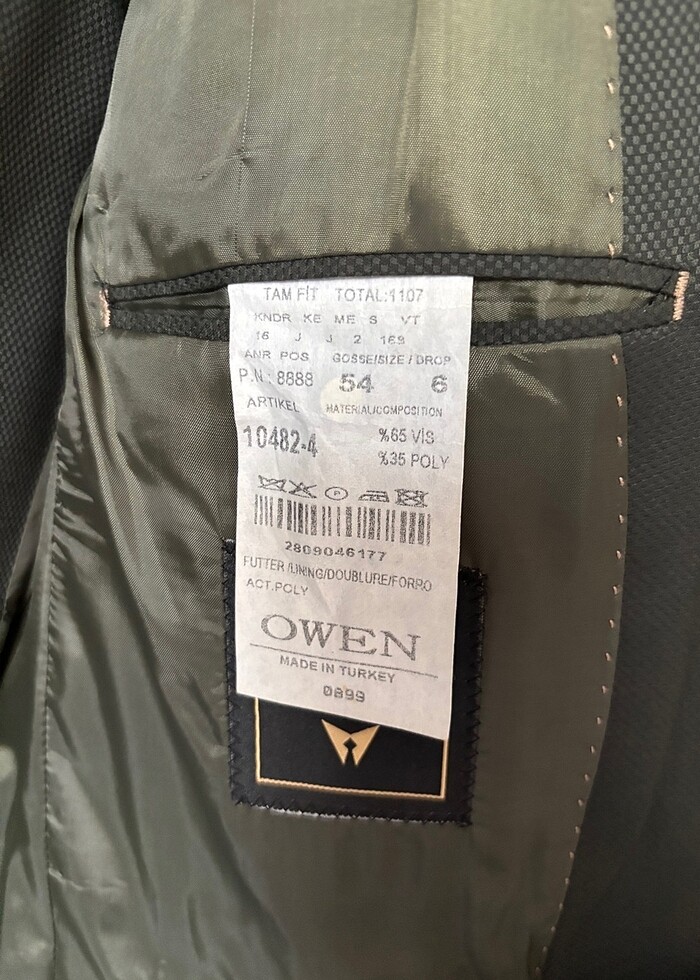 TAM FİT TOTAL:1107
KNDR KE ME S VT
16 J J 2 169
ANR POS GOSSE/SIZE / DROP
P.N.: 8888 54 6
ARTIKEL MATERIAL/COMPOSITION
10482-4 %65 VİS
%35 POLY
2809046177
FUTTER /LINING/DOUBLURE/FORRO
ACT.POLY
OWEN
MADE IN TURKEY
0899